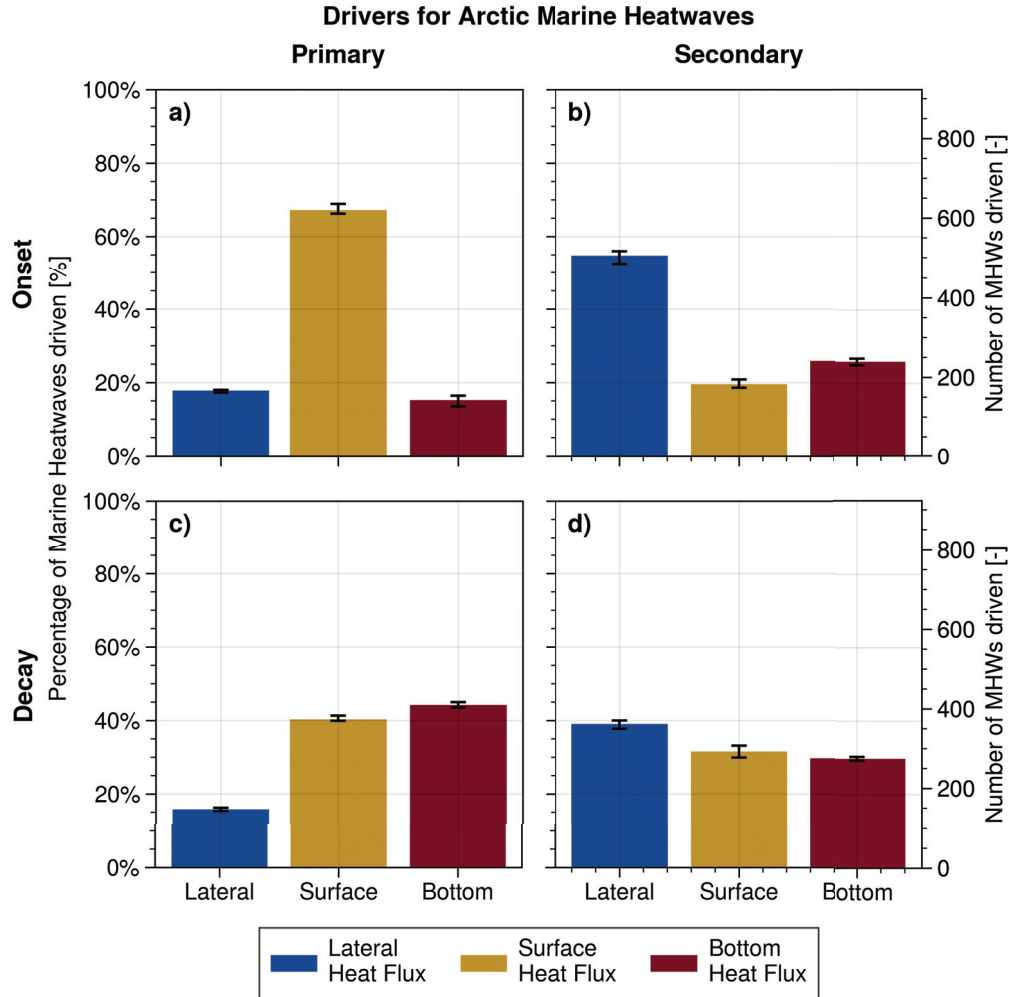 Drivers for Arctic Marine Heatwaves
Primary
Secondary
Onset
Decay
Percentage of Marine Heatwaves driven [%]
a)
100%
80%
60%
40%
20%
0%
b)
800
600
400
200
0
Number of MHWs driven [-]
c)
100%
80%
60%
40%
20%
0%
Lateral
Surface
Bottom
d)
800
600
400
200
0
Number of MHWs driven [-]
Lateral
Surface
Bottom
Lateral
Heat Flux
Surface
Heat Flux
Bottom
Heat Flux